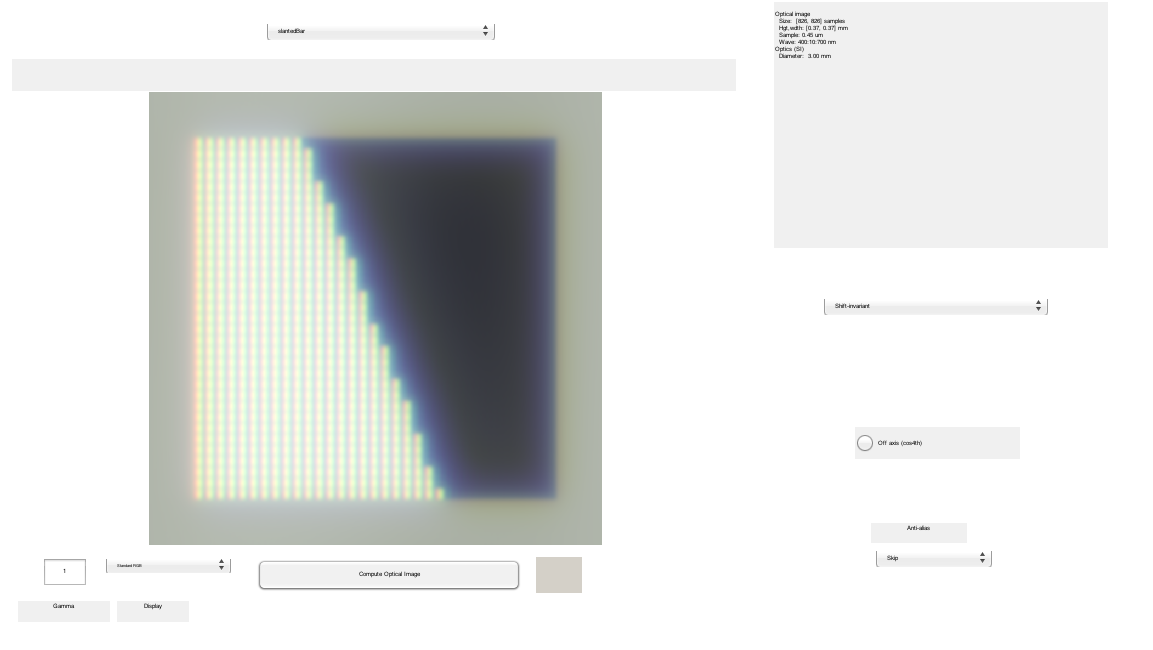 slantedBar
Optical image
Size: [826, 826] samples
Hgt,wdth: [0.37, 0.37] mm
Sample: 0.45 um
Wave: 400:10:700 nm
Optics (SI)
Diameter: 3.00 mm
Shift-invariant
Off axis (cos4th)
Anti-alias
Skip
1
Standard RGB
Compute Optical Image
Gamma
Display